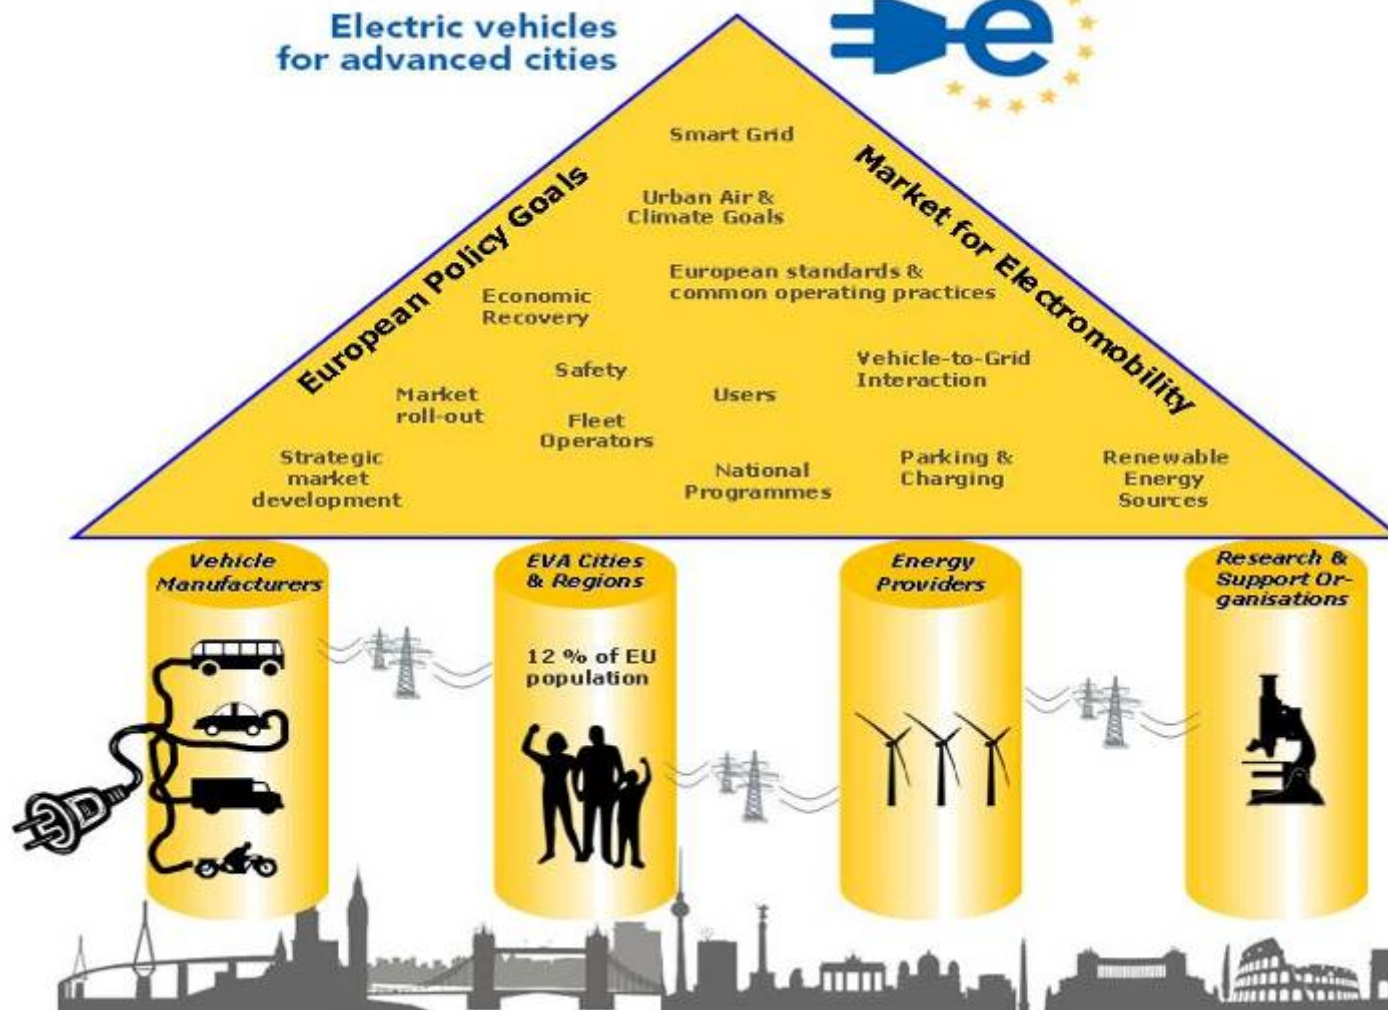 Electric vehicles
for advanced cities
e
European Policy Goals
Market for Electromobility
Smart Grid
Urban Air &
Climate Goals
European standards &
common operating practices
Economic
Recovery
Vehicle-to-Grid
Interaction
Safety
Users
Market
roll-out
Fleet
Operators
Strategic
market
development
National
Programmes
Parking &
Charging
Renewable
Energy
Sources
Vehicle
Manufacturers
EVA Cities
& Regions
12 % of EU
population
Energy
Providers
Research &
Support Or-
ganisations